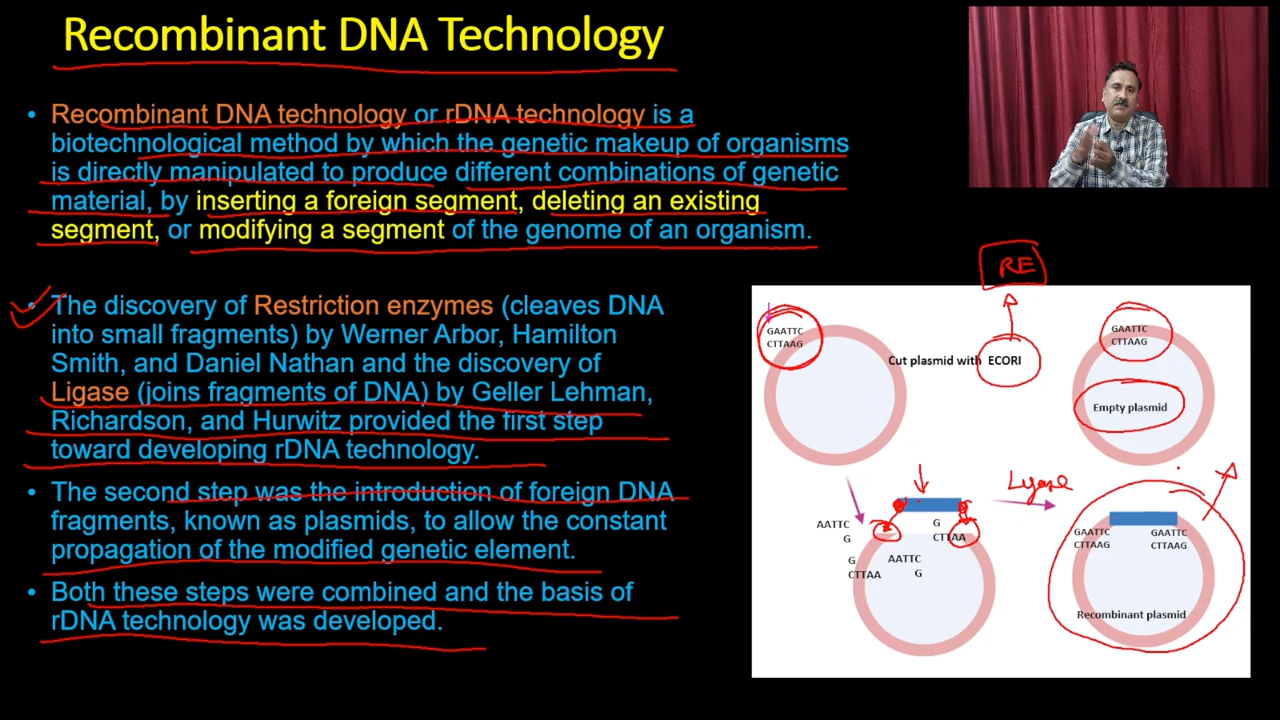 Recombinant DNA Technology
• Recombinant DNA technology or rDNA technology is a
biotechnological method by which the genetic makeup of organisms
is directly manipulated to produce different combinations of genetic
material, by inserting a foreign segment, deleting an existing
segment, or modifying a segment of the genome of an organism.
• The discovery of Restriction enzymes (cleaves DNA
into small fragments) by Werner Arbor, Hamilton
Smith, and Daniel Nathan and the discovery of
Ligase (joins fragments of DNA) by Geller Lehman,
Richardson, and Hurwitz provided the first step
toward developing rDNA technology.
• The second step was the introduction of foreign DNA
fragments, known as plasmids, to allow the constant
propagation of the modified genetic element.
• Both these steps were combined and the basis of
rDNA technology was developed.
RE
GAATTC
CTTAAG
Cut plasmid with ECORI
GAATTC
CTTAAG
Empty plasmid
AATTC
G
G
CTTAA
AATTC
G
G
CTTAA
Lygase
GAATTC
CTTAAG
GAATTC
CTTAAG
Recombinant plasmid